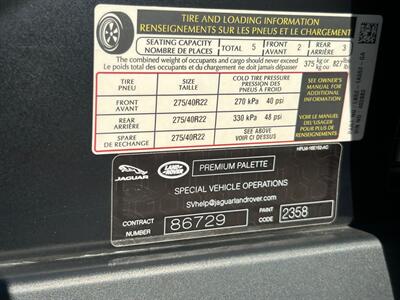 TIRE AND LOADING INFORMATION
RENSEIGNEMENTS SUR LES PNEUS ET LE CHARGEMENT
SEATING CAPACITY TOTAL 5 FRONT 2 REAR 3
NOMBRE DE PLACES AVANT ARRIÈRE
The combined weight of occupants and cargo should never exceed 375 kg or 827
Le poids total des occupants et du chargement ne doit jamais dépasser kg ou
TIRE SIZE COLD TIRE PRESSURE SEE OWNER'S
PNEU TAILLE PRESSION DES MANUAL FOR
PNEUS À FROID ADDITIONAL
INFORMATION
FRONT 275/40R22 270 kPa 40 psi
AVANT
REAR 275/40R22 330 kPa 48 psi
ARRIÈRE
VOIR LE MANUEL
DE L'USAGER
POUR PLUS DE
RENSEIGNEMENTS
SPARE 275/40R22 SEE ABOVE
DE RECHANGE VOIR CI DESSUS
JAGUAR
LAND ROVER
PREMIUM PALETTE
SPECIAL VEHICLE OPERATIONS
SVhelp@jaguarlandrover.com
CONTRACT NUMBER 86729 PAINT CODE 2358